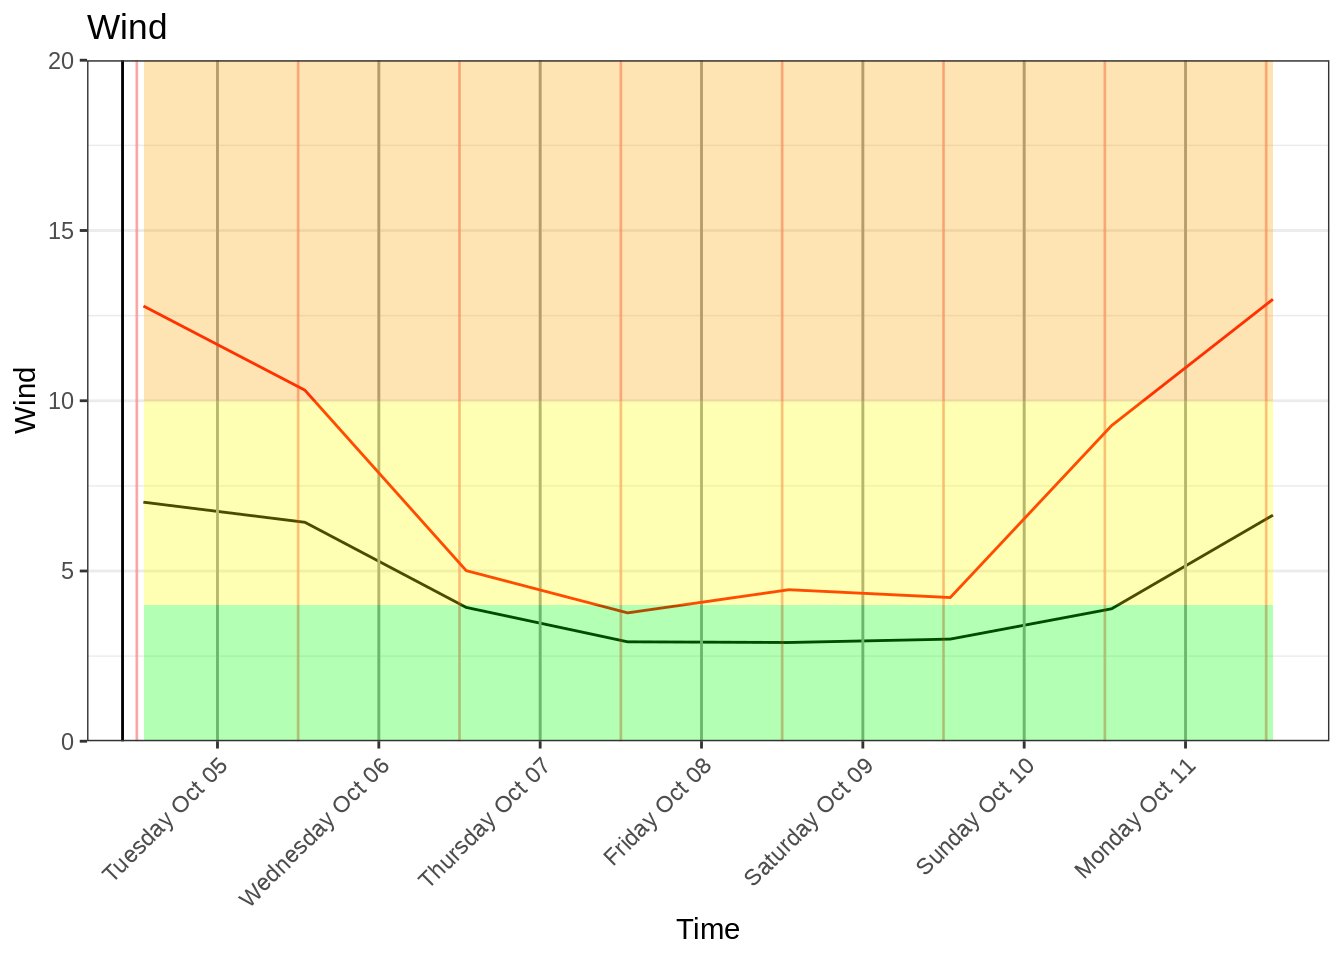 Wind
20
15
10
5
0
Wind
Tuesday Oct 05
Wednesday Oct 06
Thursday Oct 07
Friday Oct 08
Saturday Oct 09
Sunday Oct 10
Monday Oct 11
Time